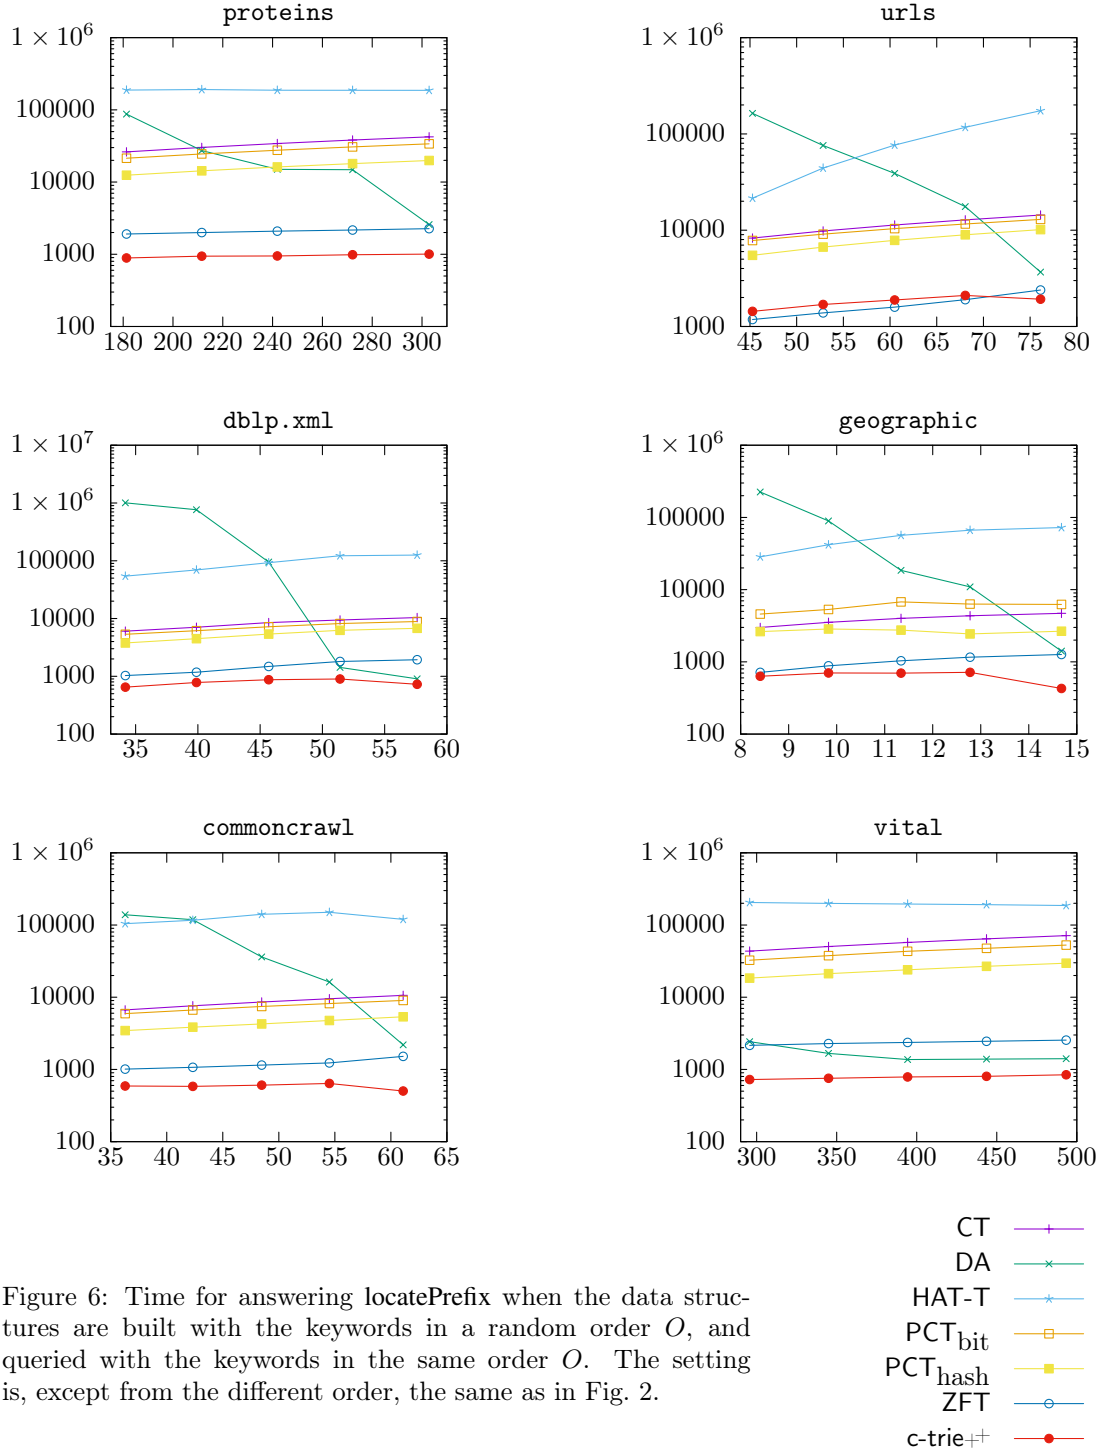 proteins
1 × 10^6
100000
10000
1000
100
180 200 220 240 260 280 300
urls
1 × 10^6
100000
10000
1000
45 50 55 60 65 70 75 80
dblp.xml
1 × 10^7
1 × 10^6
100000
10000
1000
100
35 40 45 50 55 60
geographic
1 × 10^6
100000
10000
1000
100
8 9 10 11 12 13 14 15
commoncrawl
1 × 10^6
100000
10000
1000
100
35 40 45 50 55 60 65
vital
1 × 10^6
100000
10000
1000
100
300 350 400 450 500
CT
DA
HAT-T
PCT_bit
PCT_hash
ZFT
c-trie++
Figure 6: Time for answering locatePrefix when the data struc-
tures are built with the keywords in a random order O, and
queried with the keywords in the same order O. The setting
is, except from the different order, the same as in Fig. 2.